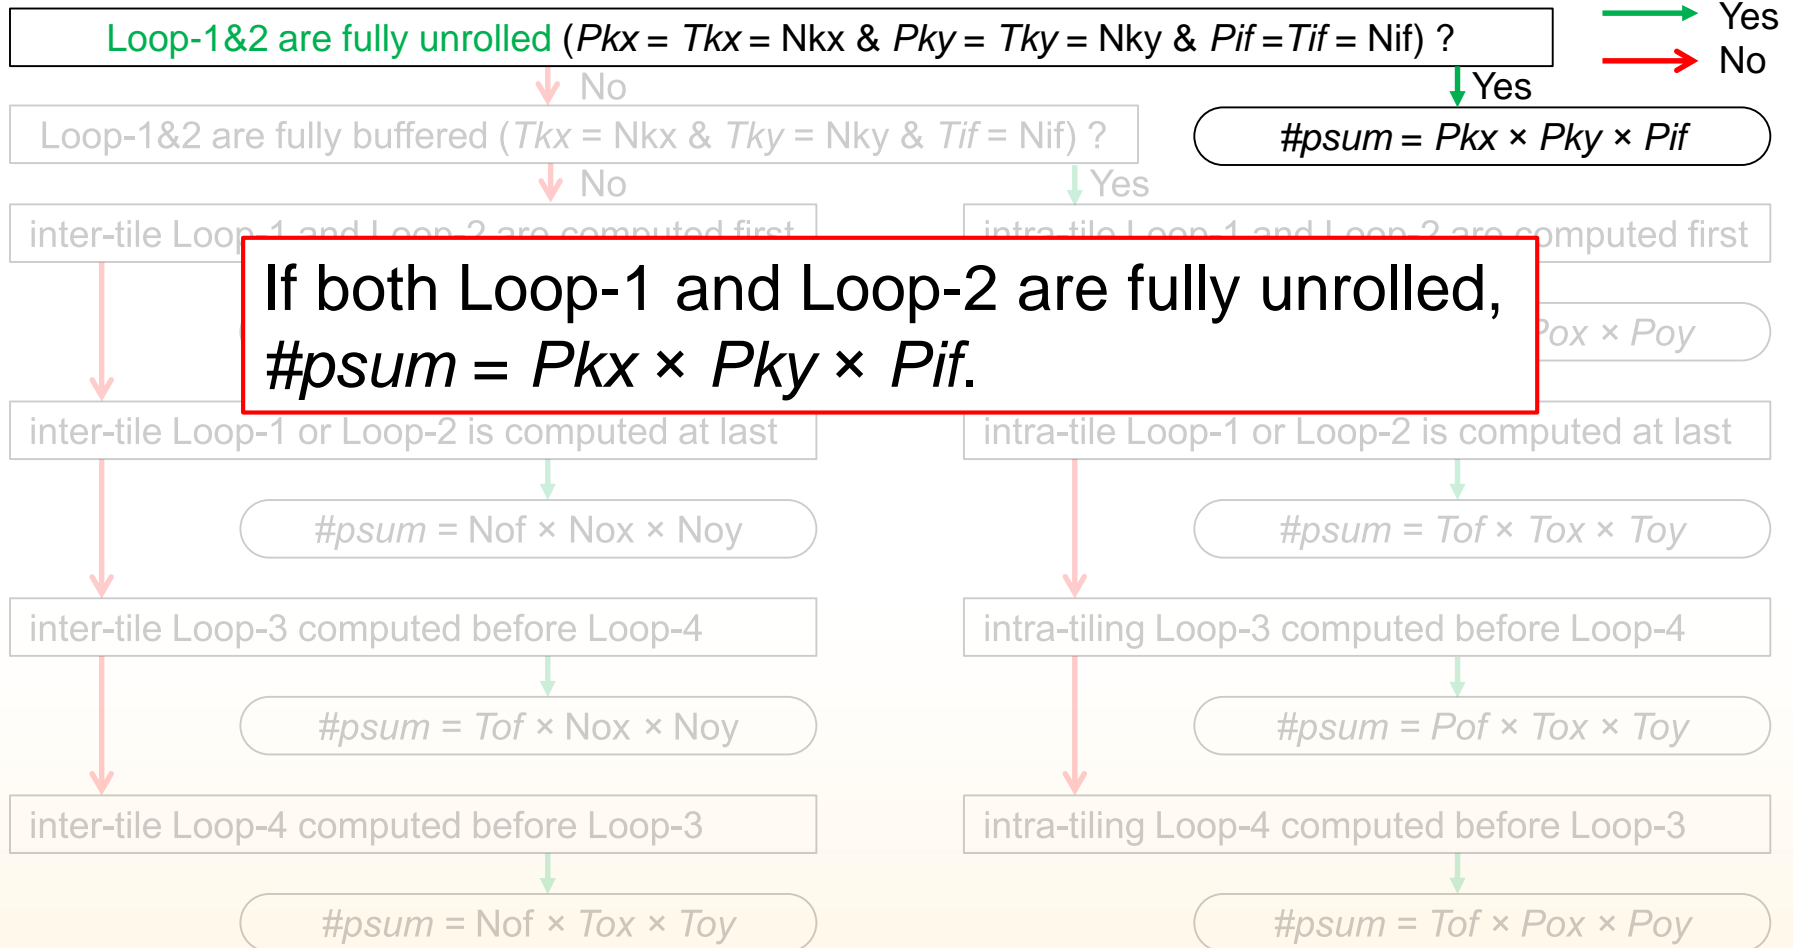 Loop-1&2 are fully unrolled (Pkx = Tkx = Nkx & Pky = Tky = Nky & Pif =Tif = Nif) ?
Yes
No
No
Yes
Loop-1&2 are fully buffered (Tkx = Nkx & Tky = Nky & Tif = Nif) ?
#psum = Pkx × Pky × Pif
No
Yes
inter-tile Loop-1 and Loop-2 are computed first
intra-tile Loop-1 and Loop-2 are computed first
If both Loop-1 and Loop-2 are fully unrolled,
#psum = Pkx × Pky × Pif.
Pox × Poy
inter-tile Loop-1 or Loop-2 is computed at last
intra-tile Loop-1 or Loop-2 is computed at last
#psum = Nof × Nox × Noy
#psum = Tof × Tox × Toy
inter-tile Loop-3 computed before Loop-4
intra-tiling Loop-3 computed before Loop-4
#psum = Tof × Nox × Noy
#psum = Pof × Tox × Toy
inter-tile Loop-4 computed before Loop-3
intra-tiling Loop-4 computed before Loop-3
#psum = Nof × Tox × Toy
#psum = Tof × Pox × Poy